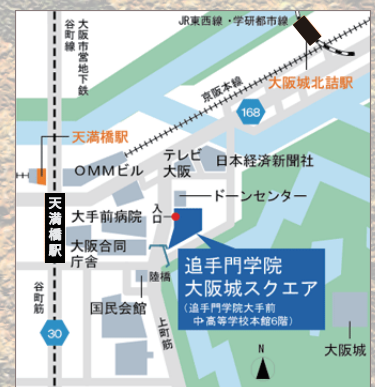 JR東西線・学研都市線
大阪市営地下鉄
谷町線
大阪城北詰駅
京阪本線
168
天満橋駅
OMMビル
テレビ
大阪
日本経済新聞社
ドーンセンター
天満橋駅
大手前病院
入
口
大阪合同
庁舎
追手門学院
大阪城スクエア
(追手門学院大手前
中高等学校本館6階)
陸橋
国民会館
上町筋
谷町筋
30
大阪城
N